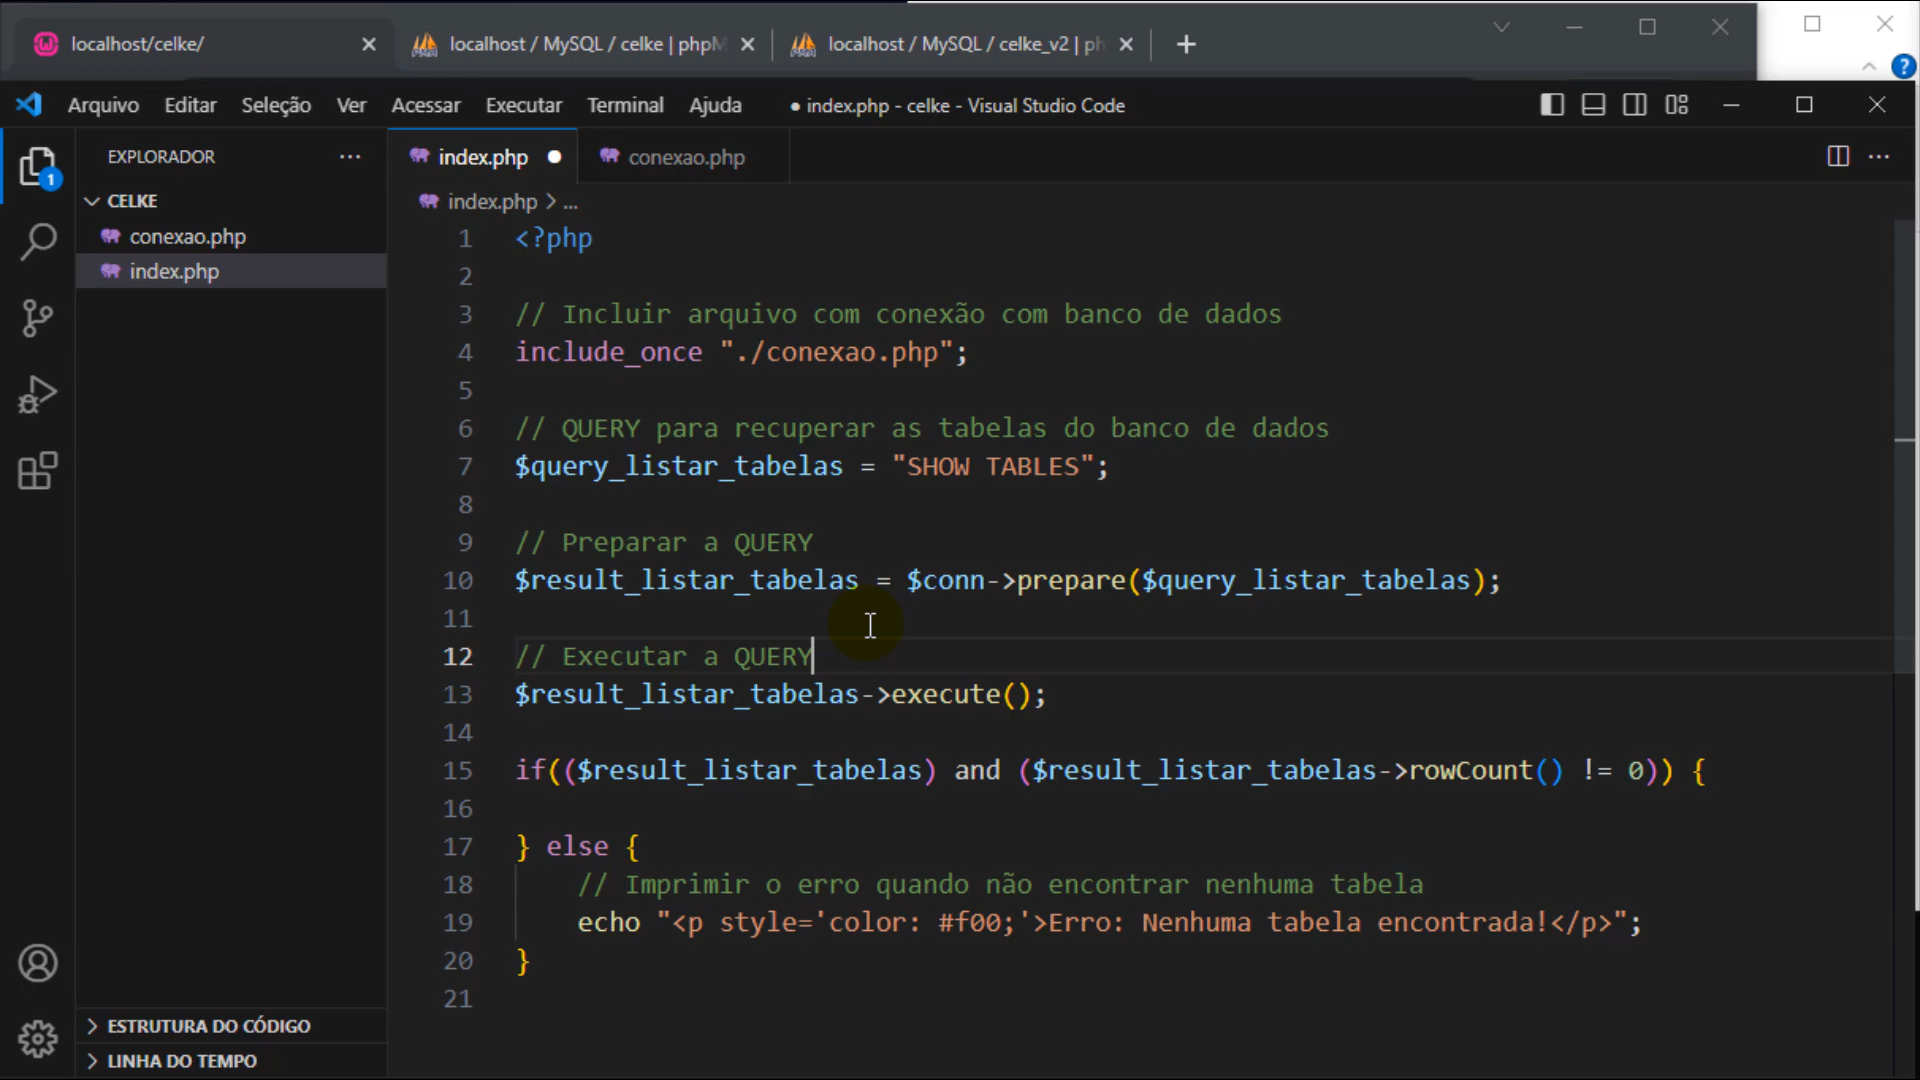 localhost/celke/
localhost / MySQL / celke | phpM
localhost / MySQL / celke_v2 | ph
Arquivo Editar Seleção Ver Acessar Executar Terminal Ajuda
● index.php - celke - Visual Studio Code
EXPLORADOR
1
CELKE
conexao.php
index.php
ESTRUTURA DO CÓDIGO
LINHA DO TEMPO
index.php ●
conexao.php
index.php > ...
1 <?php
2
3 // Incluir arquivo com conexão com banco de dados
4 include_once "./conexao.php";
5
6 // QUERY para recuperar as tabelas do banco de dados
7 $query_listar_tabelas = "SHOW TABLES";
8
9 // Preparar a QUERY
10 $result_listar_tabelas = $conn->prepare($query_listar_tabelas);
11
12 // Executar a QUERY
13 $result_listar_tabelas->execute();
14
15 if(($result_listar_tabelas) and ($result_listar_tabelas->rowCount() != 0)) {
16
17 } else {
18 // Imprimir o erro quando não encontrar nenhuma tabela
19 echo "<p style='color: #f00;'>Erro: Nenhuma tabela encontrada!</p>";
20 }
21